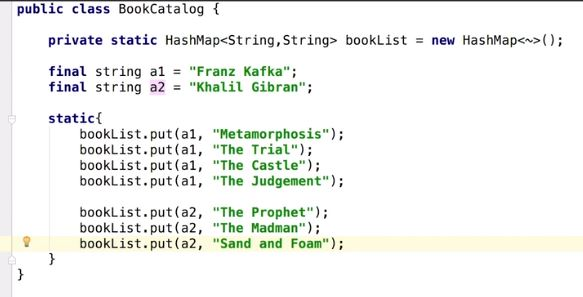 public class BookCatalog {
private static HashMap<String,String> bookList = new HashMap<~>();
final string a1 = "Franz Kafka";
final string a2 = "Khalil Gibran";
static{
bookList.put(a1, "Metamorphosis");
bookList.put(a1, "The Trial");
bookList.put(a1, "The Castle");
bookList.put(a1, "The Judgement");
bookList.put(a2, "The Prophet");
bookList.put(a2, "The Madman");
bookList.put(a2, "Sand and Foam");
}
}